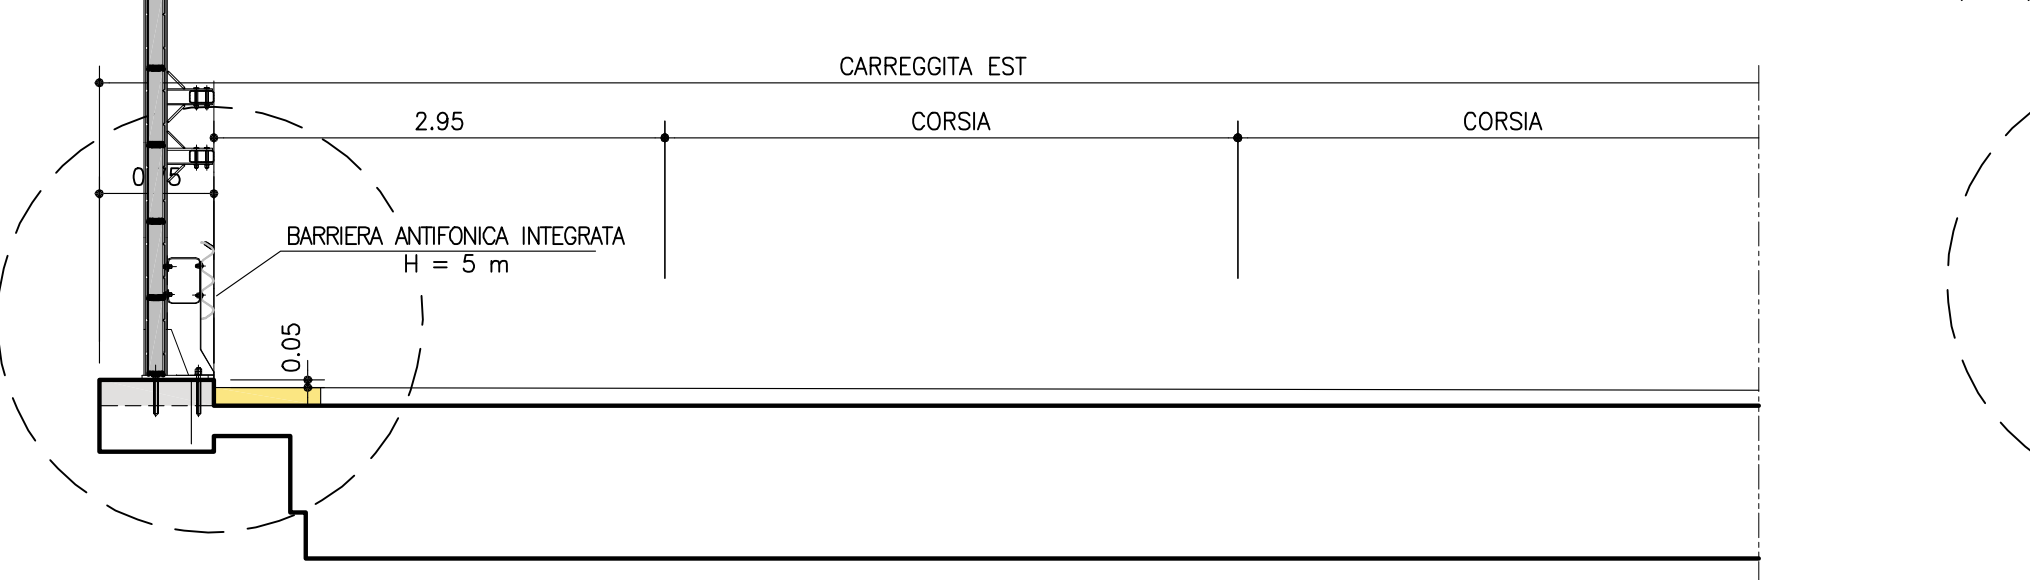 CARREGGITA EST
2.95
CORSIA
CORSIA
BARRIERA ANTIFONICA INTEGRATA
H = 5 m
0.05